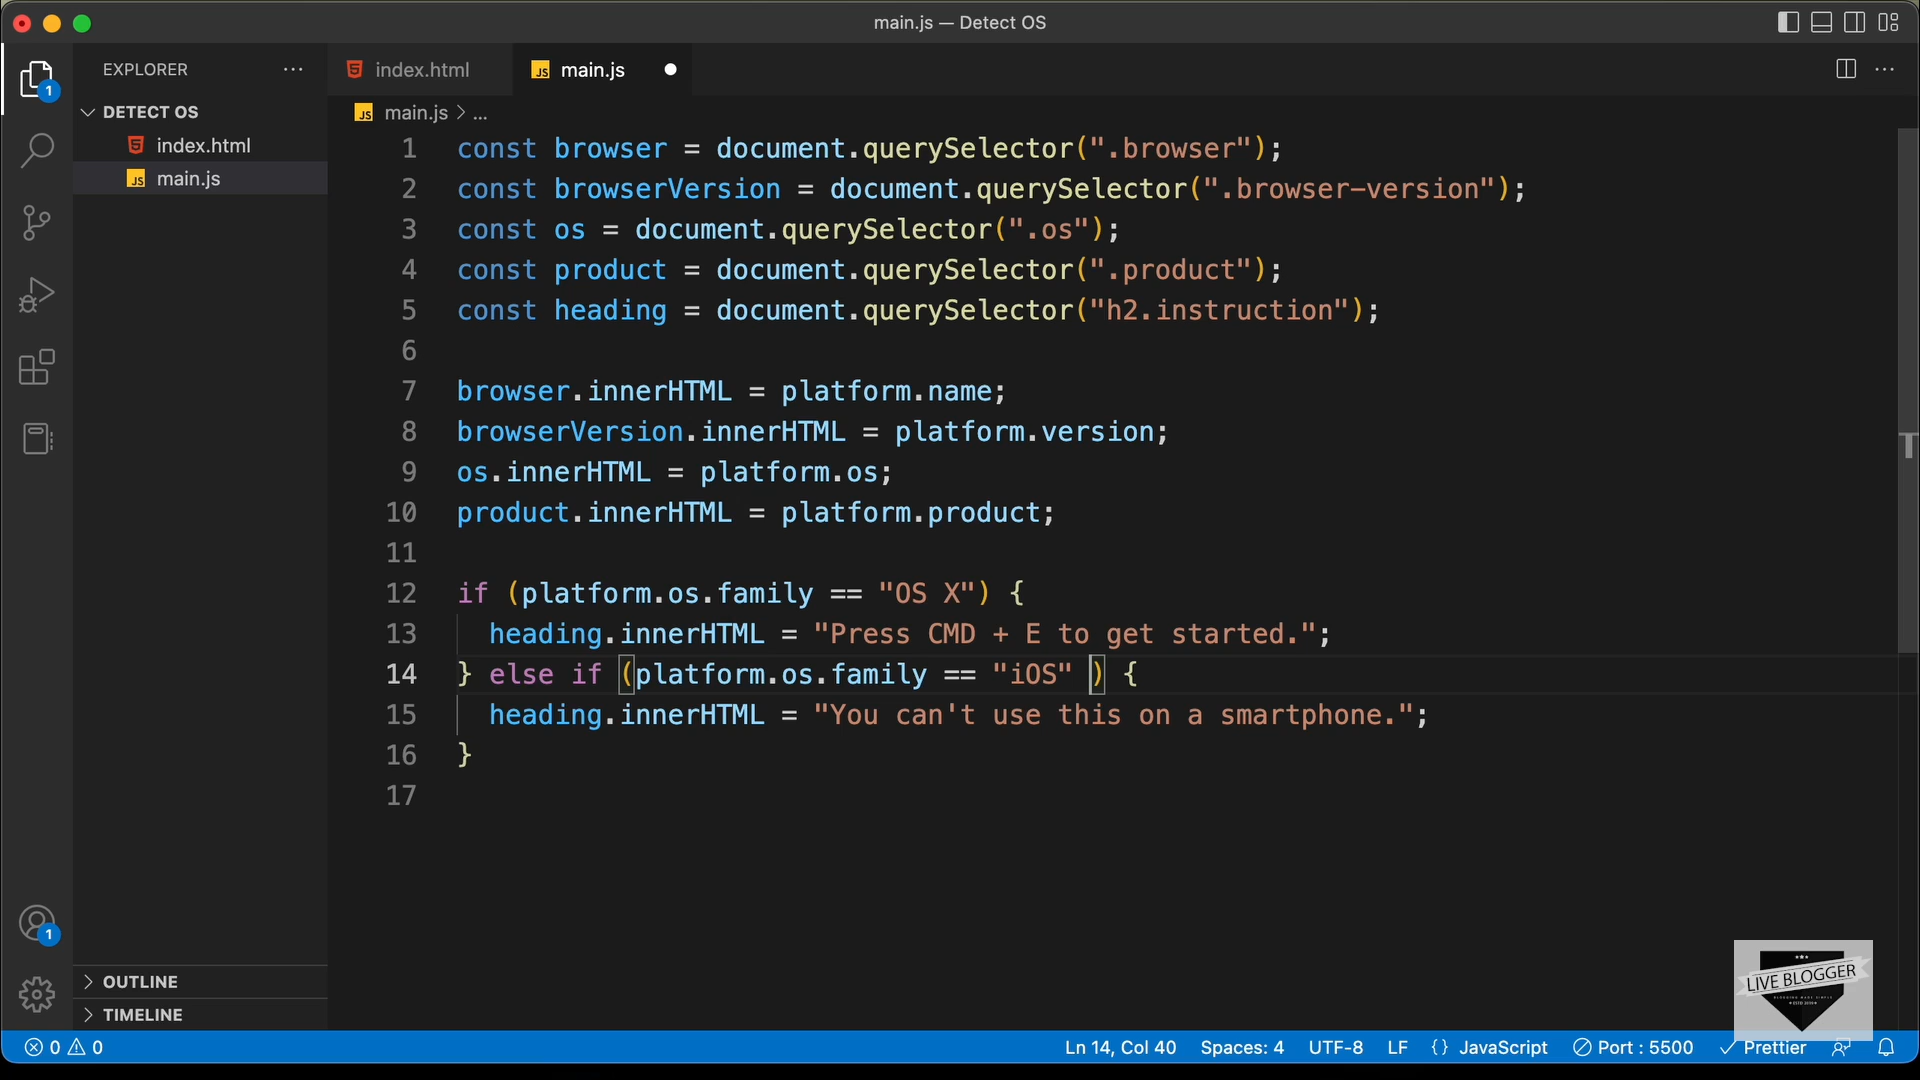 main.js — Detect OS
EXPLORER
index.html
main.js
1
DETECT OS
main.js > ...
index.html
main.js
1 const browser = document.querySelector(".browser");
2 const browserVersion = document.querySelector(".browser-version");
3 const os = document.querySelector(".os");
4 const product = document.querySelector(".product");
5 const heading = document.querySelector("h2.instruction");
6
7 browser.innerHTML = platform.name;
8 browserVersion.innerHTML = platform.version;
9 os.innerHTML = platform.os;
10 product.innerHTML = platform.product;
11
12 if (platform.os.family == "OS X") {
13 heading.innerHTML = "Press CMD + E to get started.";
14 } else if (platform.os.family == "iOS" ) {
15 heading.innerHTML = "You can't use this on a smartphone.";
16 }
17
1
OUTLINE
TIMELINE
LIVE BLOGGER
0 0
Ln 14, Col 40
Spaces: 4
UTF-8
LF
{} JavaScript
Port : 5500
Prettier